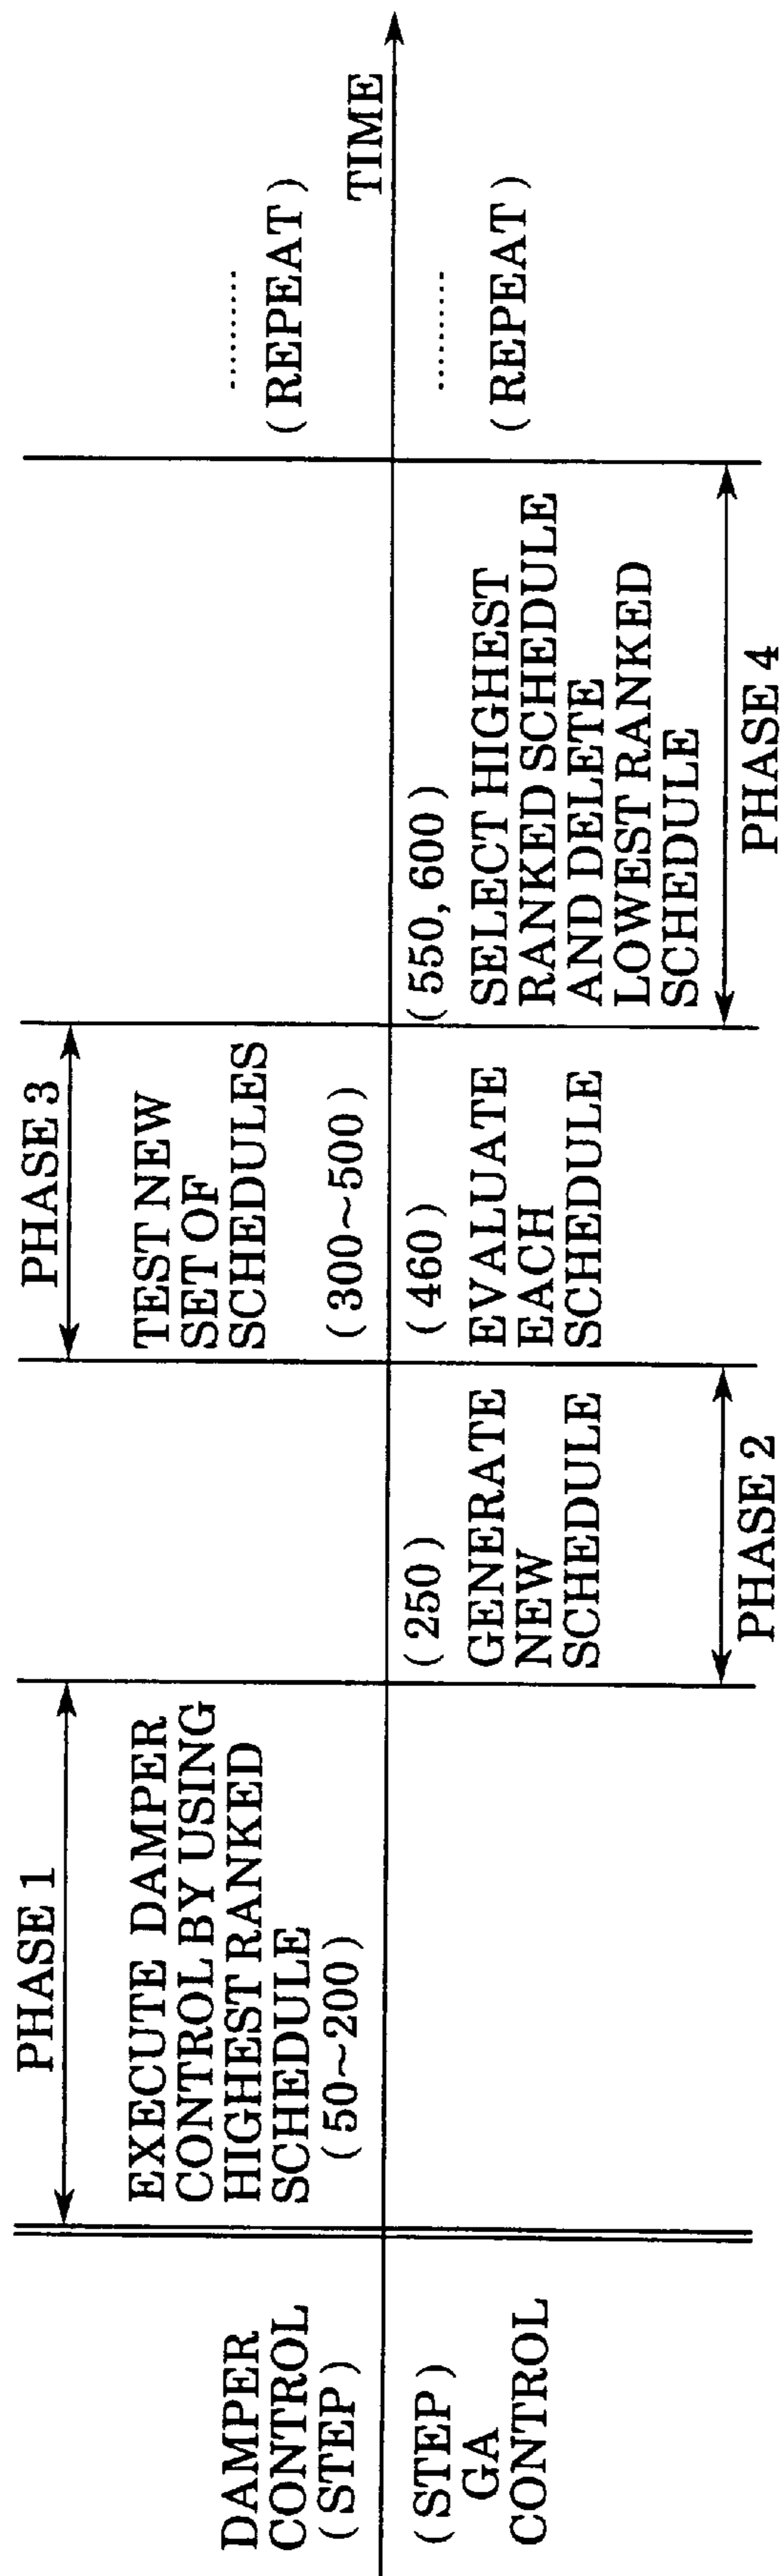 DAMPER
CONTROL
(STEP)
(STEP)
GA
CONTROL
PHASE 1
EXECUTE DAMPER
CONTROL BY USING
HIGHEST RANKED
SCHEDULE
(50~200)
(250)
GENERATE
NEW
SCHEDULE
PHASE 2
PHASE 3
TEST NEW
SET OF
SCHEDULES
(300~500)
(460)
EVALUATE
EACH
SCHEDULE
(550, 600)
SELECT HIGHEST
RANKED SCHEDULE
AND DELETE
LOWEST RANKED
SCHEDULE
PHASE 4
.........
(REPEAT)
TIME
.........
(REPEAT)